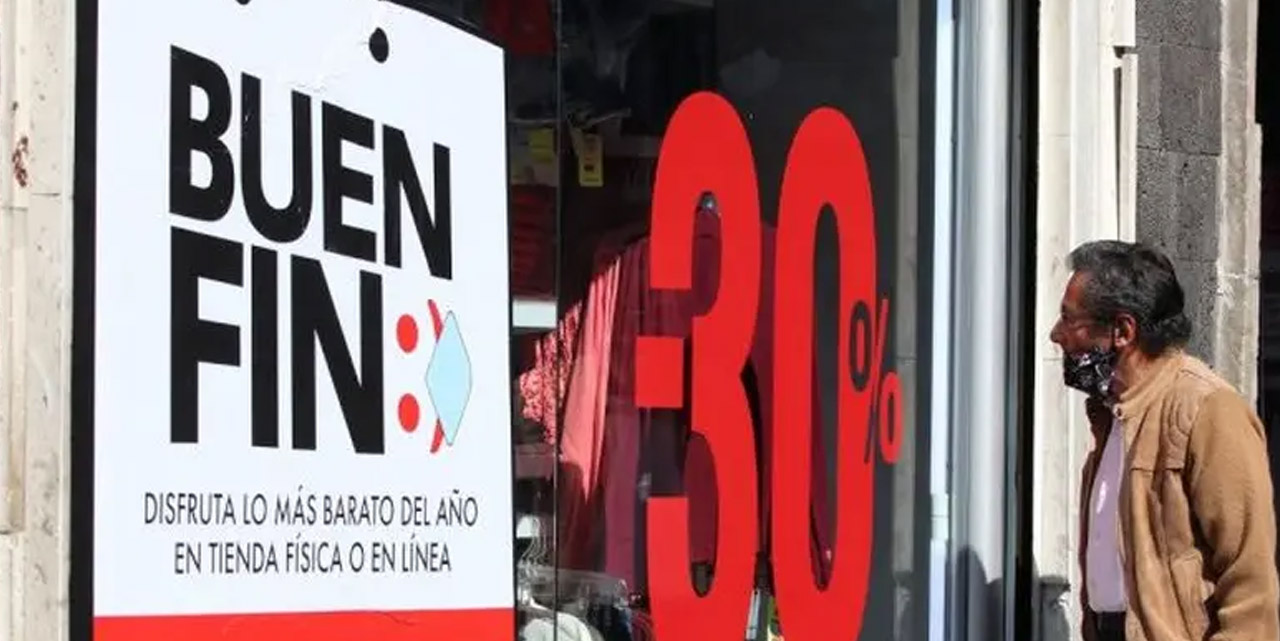 BUEN
FIN
DISFRUTA LO MÁS BARATO DEL AÑO
EN TIENDA FÍSICA O EN LÍNEA
30%